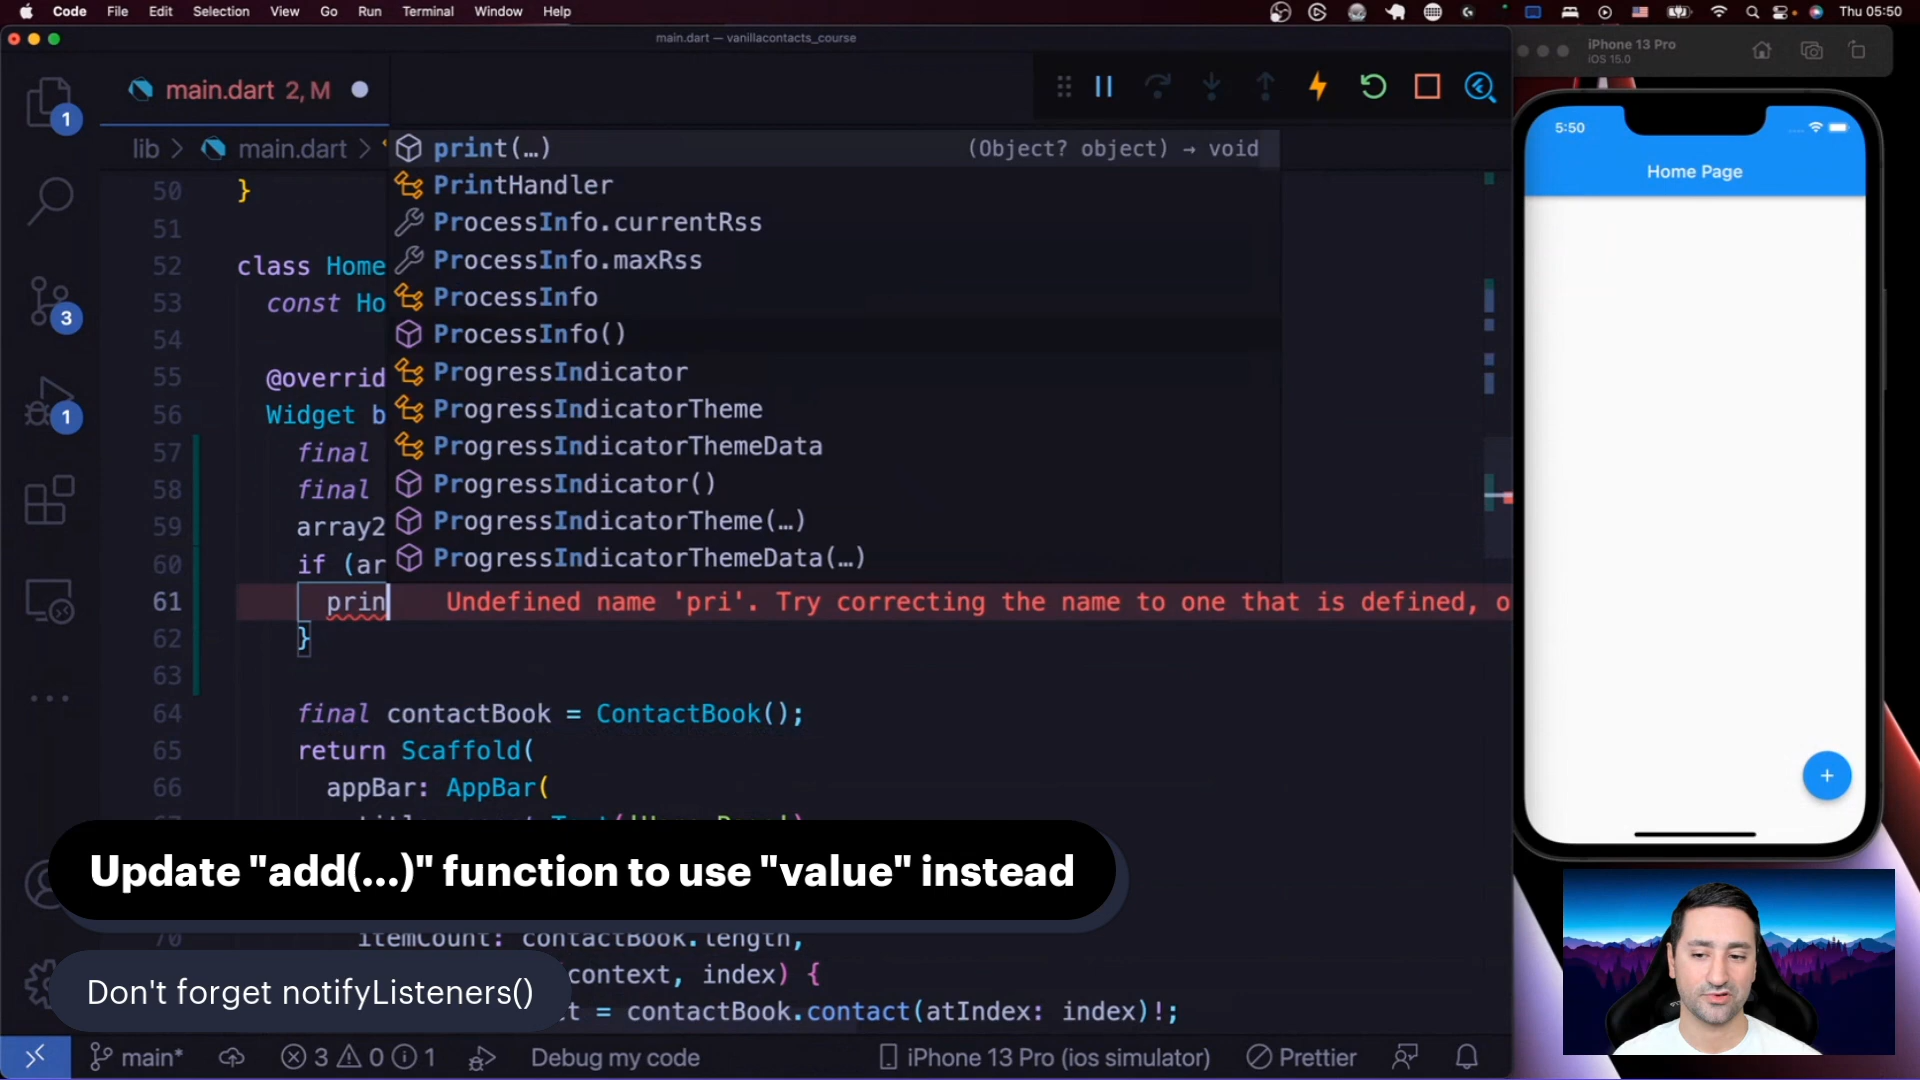 Code File Edit Selection View Go Run Terminal Window Help Thu 05:50
main.dart — vanillacontacts_course
main.dart 2, M
lib > main.dart >
print(…) (Object? object) → void
PrintHandler
ProcessInfo.currentRss
ProcessInfo.maxRss
ProcessInfo
ProcessInfo()
ProgressIndicator
ProgressIndicatorTheme
ProgressIndicatorThemeData
ProgressIndicator()
ProgressIndicatorTheme(…)
ProgressIndicatorThemeData(…)
50 }
51
52 class Home
53 const Ho
54
55 @overrid
56 Widget b
57 final
58 final
59 array2
60 if (ar
61 prin Undefined name 'pri'. Try correcting the name to one that is defined, o
62 }
63
64 final contactBook = ContactBook();
65 return Scaffold(
66 appBar: AppBar(
Update "add(...)" function to use "value" instead
70 itemCount: contactBook.length,
context, index) {
Don't forget notifyListeners()
= contactBook.contact(atIndex: index)!;
1
3
1
main* 3 0 1 Debug my code iPhone 13 Pro (ios simulator) Prettier
iPhone 13 Pro
iOS 15.0
5:50
Home Page
+